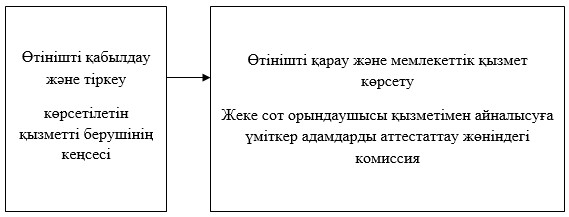 Өтінішті қабылдау
және тіркеу
көрсетілетін
қызметті берушінің
кеңсесі
Өтінішті қарау және мемлекеттік қызмет
көрсету
Жеке сот орындаушысы қызметімен айналысуға
үміткер адамдарды аттестаттау жөніндегі
комиссия